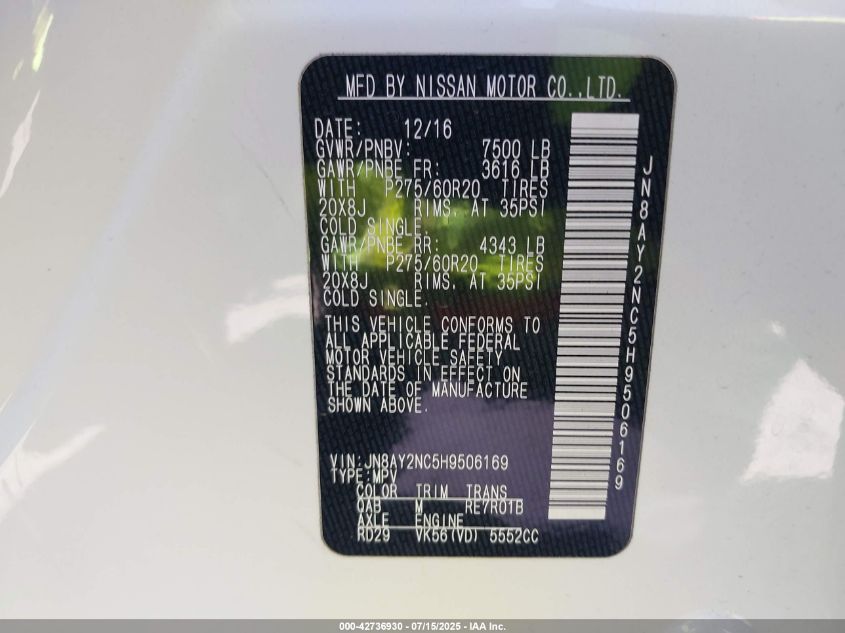 MFD BY NISSAN MOTOR CO.,LTD.
DATE: 12/16
GVWR/PNBV: 7500 LB
GAWR/PNBE FR: 3616 LB
WITH P275/60R20 TIRES
20X8J RIMS. AT 35PSI
COLD SINGLE.
GAWR/PNBE RR: 4343 LB
WITH P275/60R20 TIRES
20X8J RIMS. AT 35PSI
COLD SINGLE.
THIS VEHICLE CONFORMS TO
ALL APPLICABLE FEDERAL
MOTOR VEHICLE SAFETY
STANDARDS IN EFFECT ON
THE DATE OF MANUFACTURE
SHOWN ABOVE.
VIN:JN8AY2NC5H9506169
TYPE:MPV
COLOR TRIM TRANS
QAB M RE7R01B
AXLE ENGINE
RD29 VK56(VD) 5552CC
JN8AY2NC5H9506169
000-42736930 - 07/15/2025 - IAA Inc.